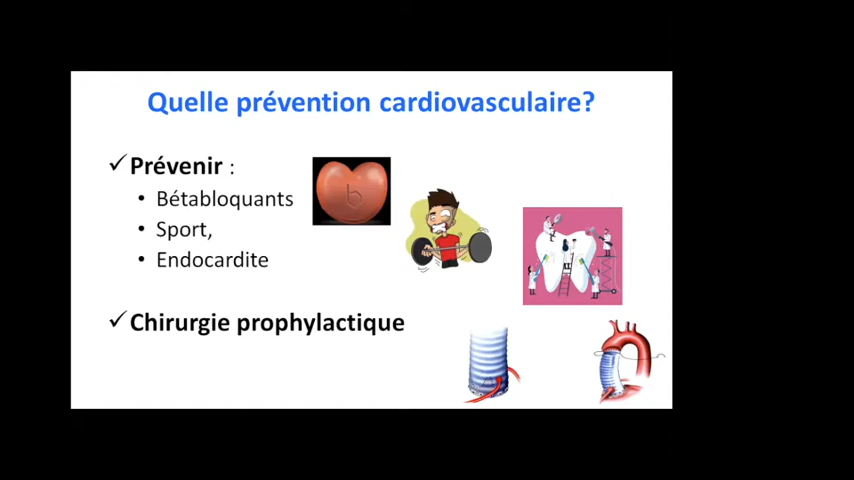 Quelle prévention cardiovasculaire?
✓Prévenir :
• Bétabloquants
• Sport,
• Endocardite
✓Chirurgie prophylactique
b